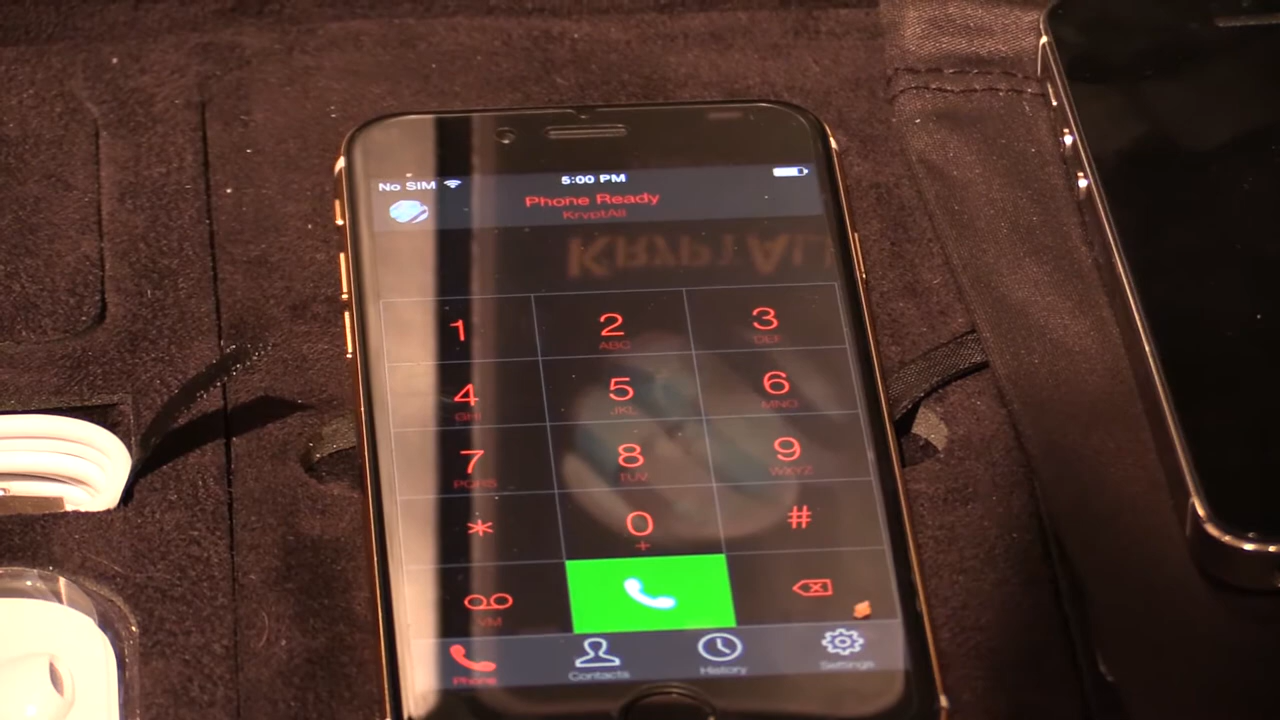 No SIM 5:00 PM
Phone Ready
KryptAll
KRYPTALL
1 2 3
ABC DEF
4 5 6
GHI JKL MNO
7 8 9
PQRS TUV WXYZ
* 0 #
+
VM
Phone Contacts History Settings